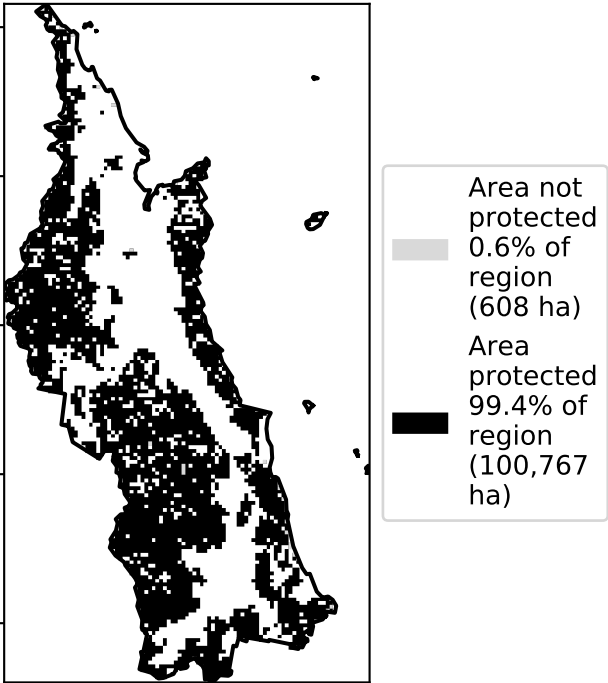 Area not
protected
0.6% of
region
(608 ha)
Area
protected
99.4% of
region
(100,767
ha)